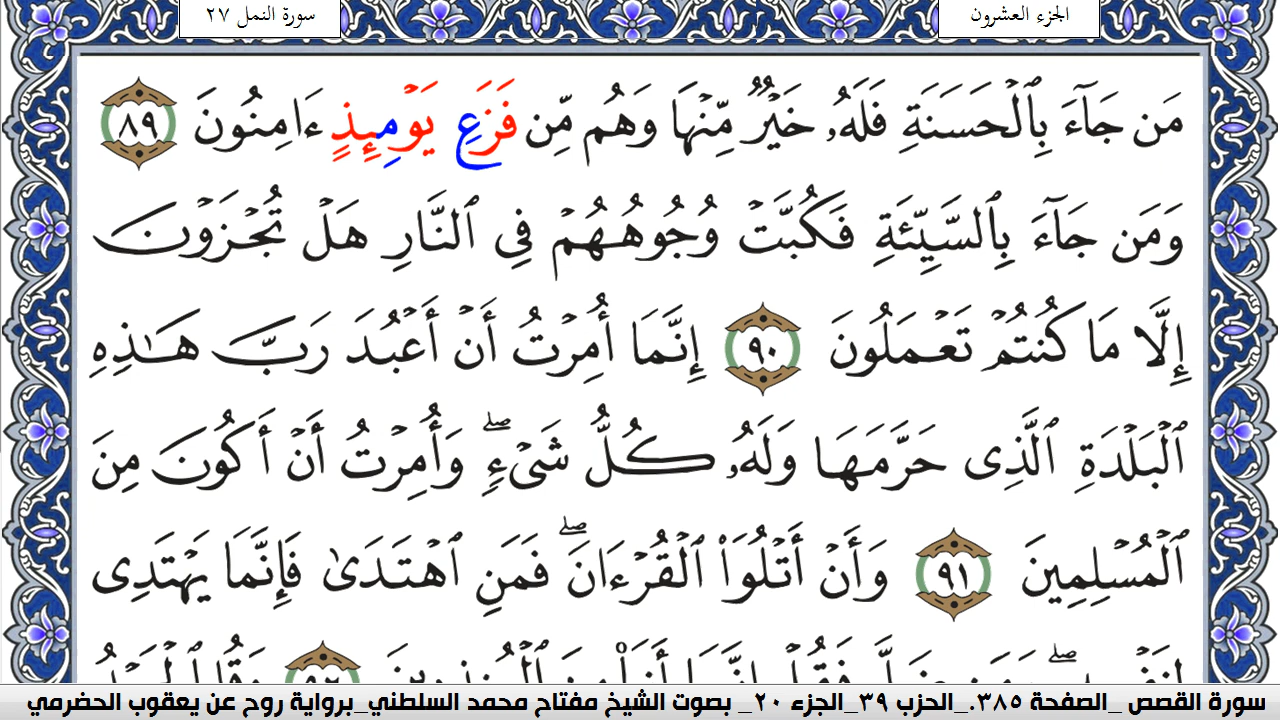 الجزء العشرون
سورة النمل ٢٧
مَن جَآءَ بِٱلْحَسَنَةِ فَلَهُۥ خَيْرٌ مِّنْهَا وَهُم مِّن فَزَعِ يَوْمِئِذٍ ءَامِنُونَ ٨٩
وَمَن جَآءَ بِٱلسَّيِّئَةِ فَكُبَّتْ وُجُوهُهُمْ فِى ٱلنَّارِ هَلْ تُجْزَوْنَ
إِلَّا مَا كُنتُمْ تَعْمَلُونَ ٩٠ إِنَّمَا أُمِرْتُ أَنْ أَعْبُدَ رَبَّ هَـٰذِهِ
ٱلْبَلْدَةِ ٱلَّذِى حَرَّمَهَا وَلَهُۥ كُلُّ شَىْءٍۖ وَأُمِرْتُ أَنْ أَكُونَ مِنَ
ٱلْمُسْلِمِينَ ٩١ وَأَنْ أَتْلُوَا۟ ٱلْقُرْءَانَۖ فَمَنِ ٱهْتَدَىٰ فَإِنَّمَا يَهْتَدِى
سورة القصص _الصفحة ٣٨٥._الحزب ٣٩_الجزء ٢٠_ بصوت الشيخ مفتاح محمد السلطني_برواية روح عن يعقوب الحضرمي